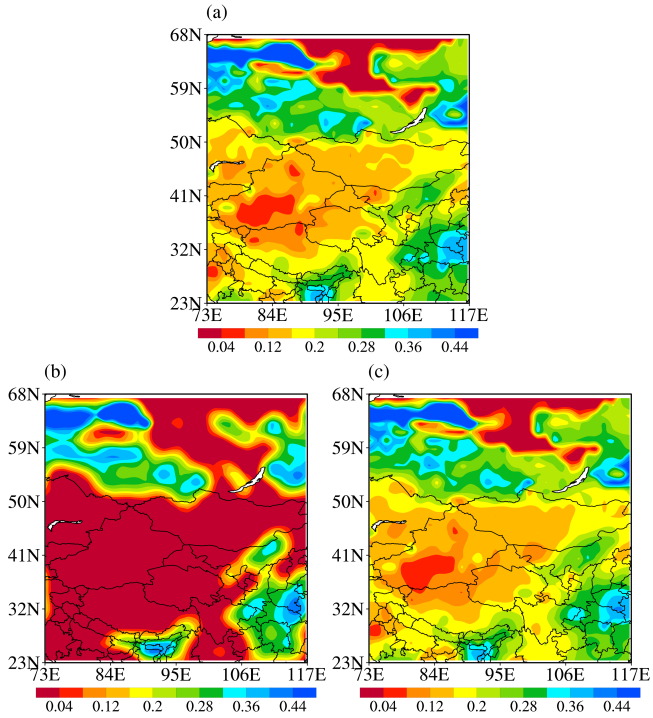 (a)
68N
59N
50N
41N
32N
23N
73E 84E 95E 106E 117E
0.04 0.12 0.2 0.28 0.36 0.44
(b) (c)
68N 68N
59N 59N
50N 50N
41N 41N
32N 32N
23N 23N
73E 84E 95E 106E 117E 73E 84E 95E 106E 117E
0.04 0.12 0.2 0.28 0.36 0.44 0.04 0.12 0.2 0.28 0.36 0.44